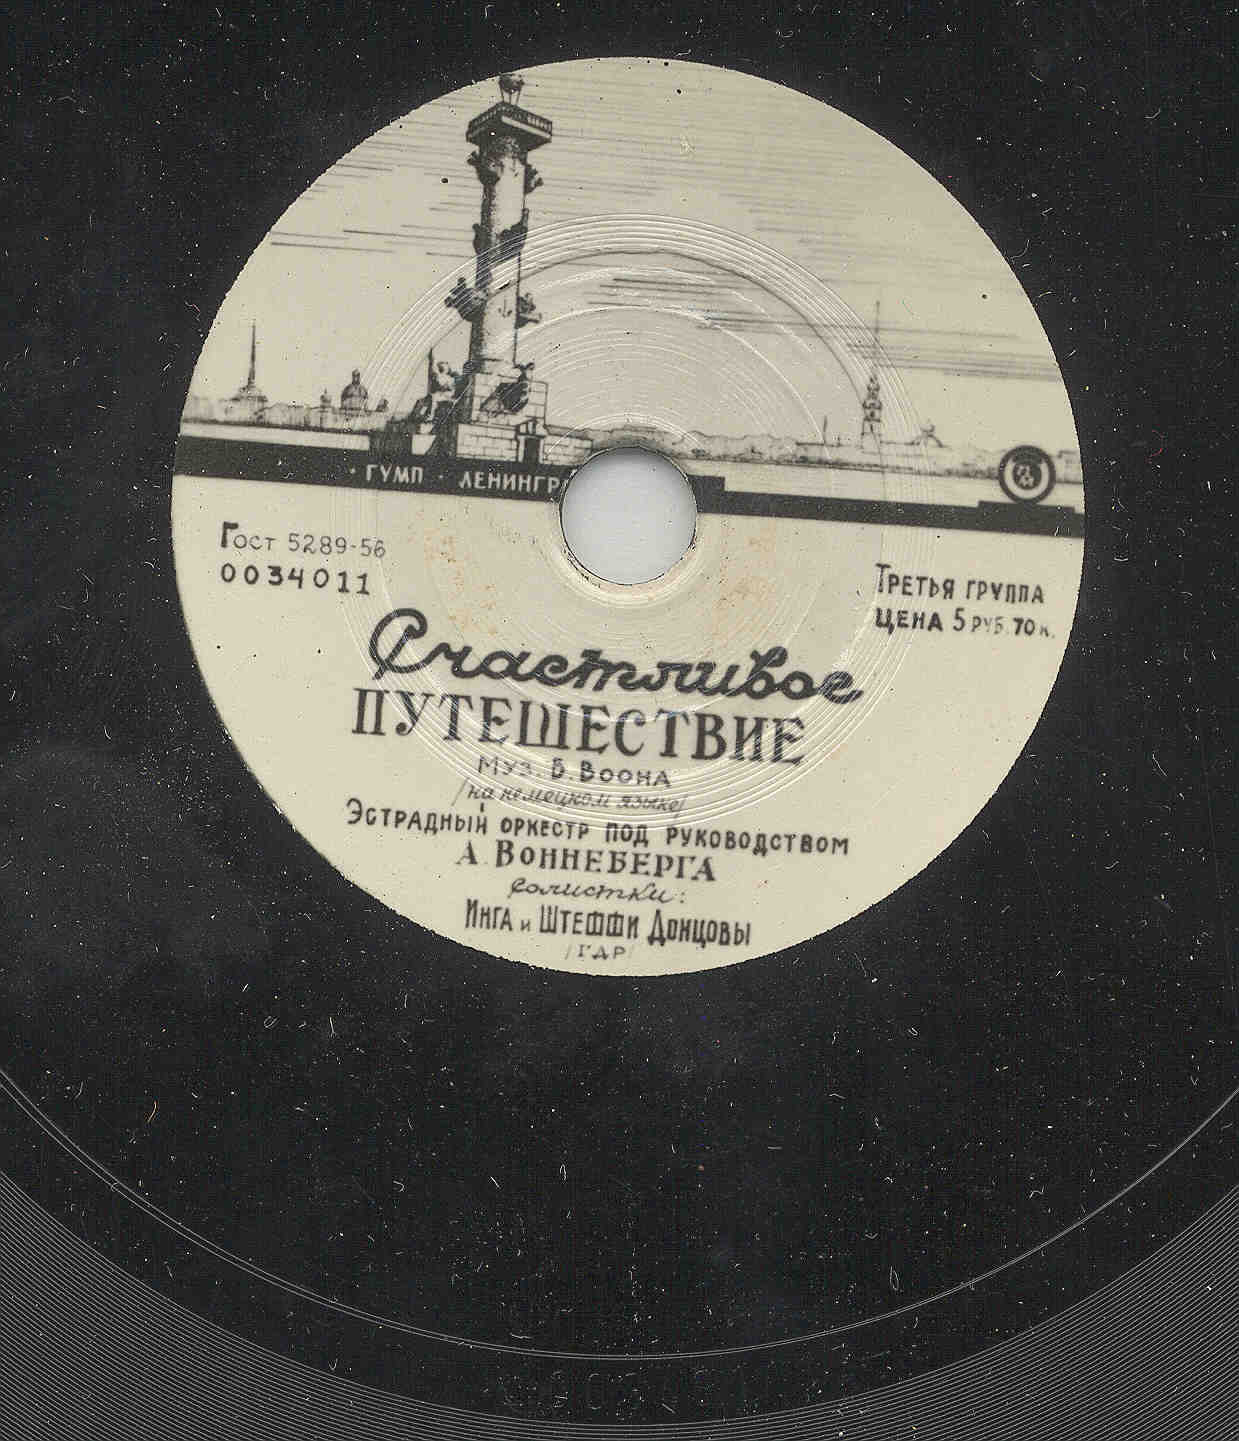 · ГУМП · ЛЕНИНГР
Гост 5289-56
0034011
Третья группа
цена 5 руб. 70 к.
Счастливое
ПУТЕШЕСТВИЕ
Муз. Б. Воона
/на немецком языке/
Эстрадный оркестр под руководством
А. Воннеберга
солистки:
Инга и Штеффи Донцовы
/ГДР/